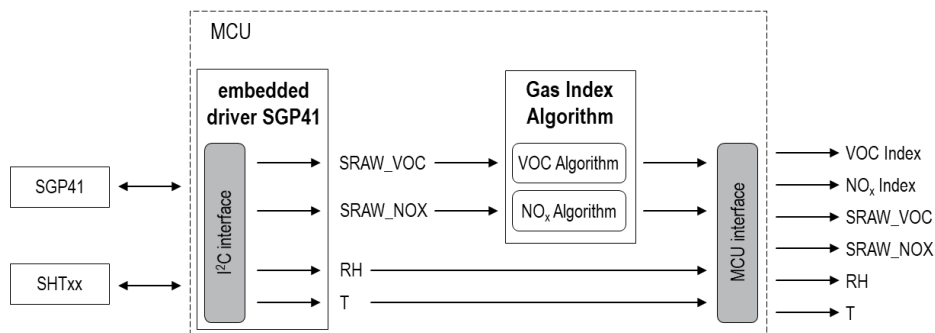 MCU
embedded
driver SGP41
Gas Index
Algorithm
SGP41
SHTxx
I²C interface
SRAW_VOC
SRAW_NOX
RH
T
VOC Algorithm
NOₓ Algorithm
MCU interface
VOC Index
NOₓ Index
SRAW_VOC
SRAW_NOX
RH
T